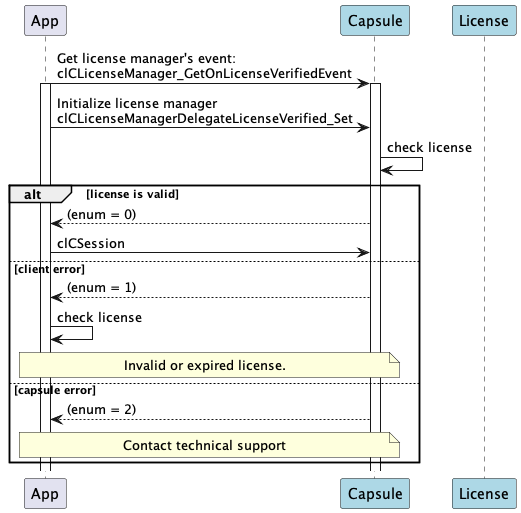 App Capsule License
Get license manager's event:
clCLicenseManager_GetOnLicenseVerifiedEvent
Initialize license manager
clCLicenseManagerDelegateLicenseVerified_Set
check license
alt [license is valid]
(enum = 0)
clCSession
[client error]
(enum = 1)
check license
Invalid or expired license.
[capsule error]
(enum = 2)
Contact technical support
App Capsule License